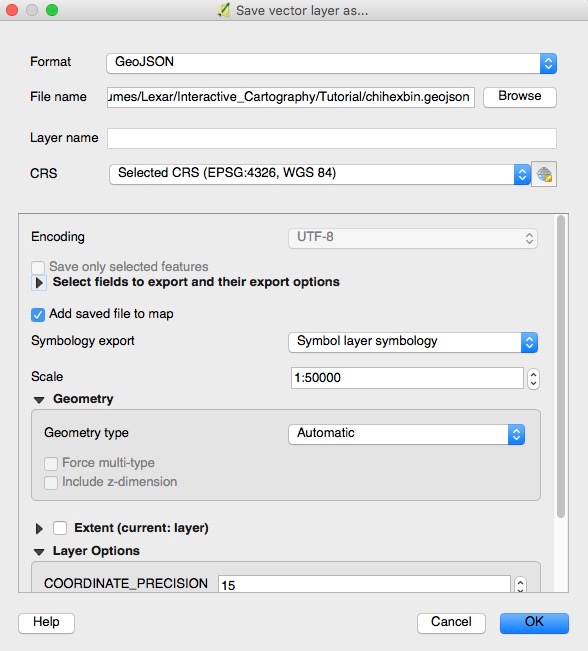 Save vector layer as...
Format GeoJSON
File name umes/Lexar/Interactive_Cartography/Tutorial/chihexbin.geojson Browse
Layer name
CRS Selected CRS (EPSG:4326, WGS 84)
Encoding UTF-8
Save only selected features
Select fields to export and their export options
Add saved file to map
Symbology export Symbol layer symbology
Scale 1:50000
Geometry
Geometry type Automatic
Force multi-type
Include z-dimension
Extent (current: layer)
Layer Options
COORDINATE_PRECISION 15
Help Cancel OK